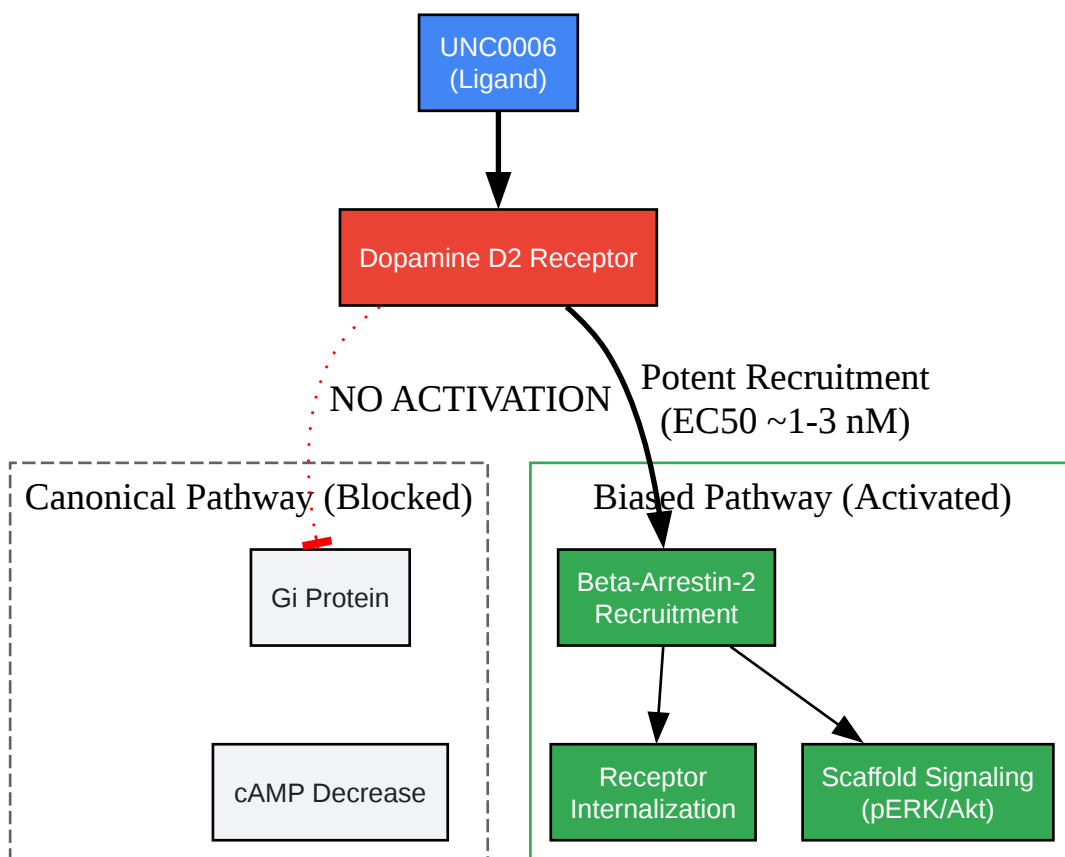 UNC0006
(Ligand)
Dopamine D2 Receptor
NO ACTIVATION
Potent Recruitment
(EC50 ~1-3 nM)
Canonical Pathway (Blocked)
Gi Protein
cAMP Decrease
Biased Pathway (Activated)
Beta-Arrestin-2
Recruitment
Receptor
Internalization
Scaffold Signaling
(pERK/Akt)